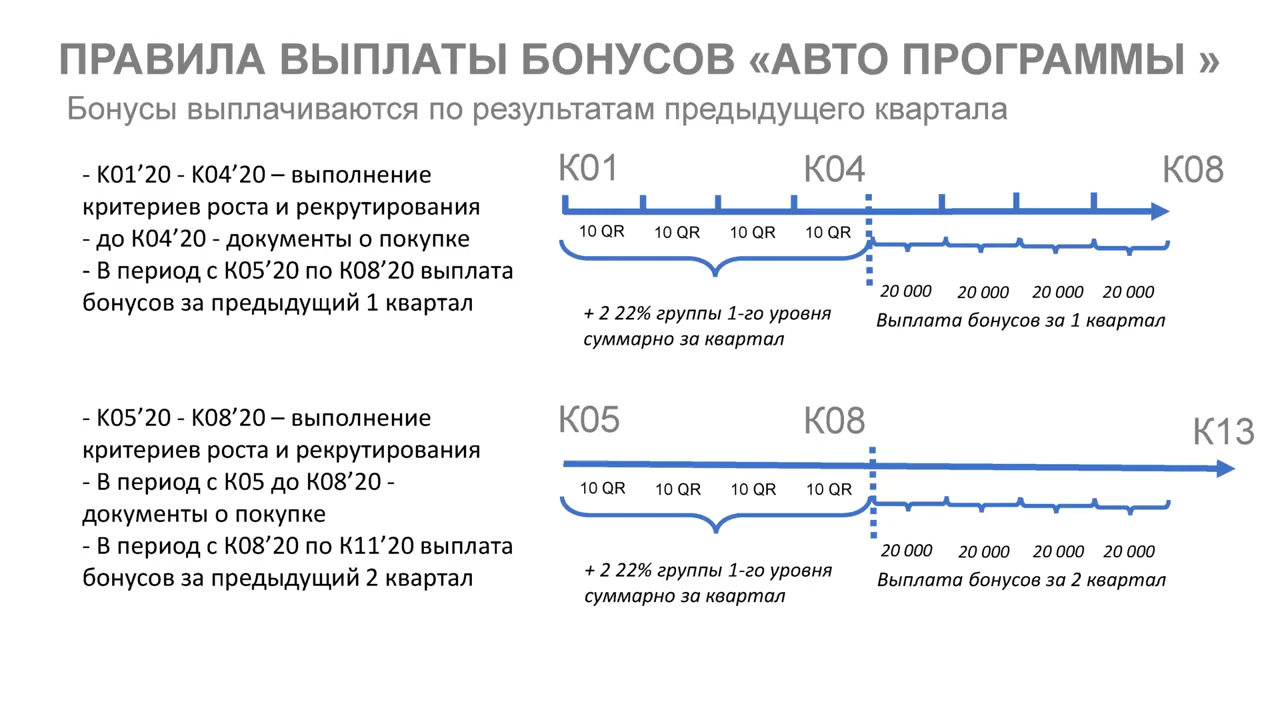 ПРАВИЛА ВЫПЛАТЫ БОНУСОВ «АВТО ПРОГРАММЫ »
Бонусы выплачиваются по результатам предыдущего квартала
- К01’20 - К04’20 – выполнение
критериев роста и рекрутирования
- до К04’20 - документы о покупке
- В период с К05’20 по К08’20 выплата
бонусов за предыдущий 1 квартал
К01
К04
К08
10 QR
10 QR
10 QR
10 QR
+ 2 22% группы 1-го уровня
суммарно за квартал
20 000
20 000
20 000
20 000
Выплата бонусов за 1 квартал
- К05’20 - К08’20 – выполнение
критериев роста и рекрутирования
- В период с К05 до К08’20 -
документы о покупке
- В период с К08’20 по К11’20 выплата
бонусов за предыдущий 2 квартал
К05
К08
К13
10 QR
10 QR
10 QR
10 QR
+ 2 22% группы 1-го уровня
суммарно за квартал
20 000
20 000
20 000
20 000
Выплата бонусов за 2 квартал